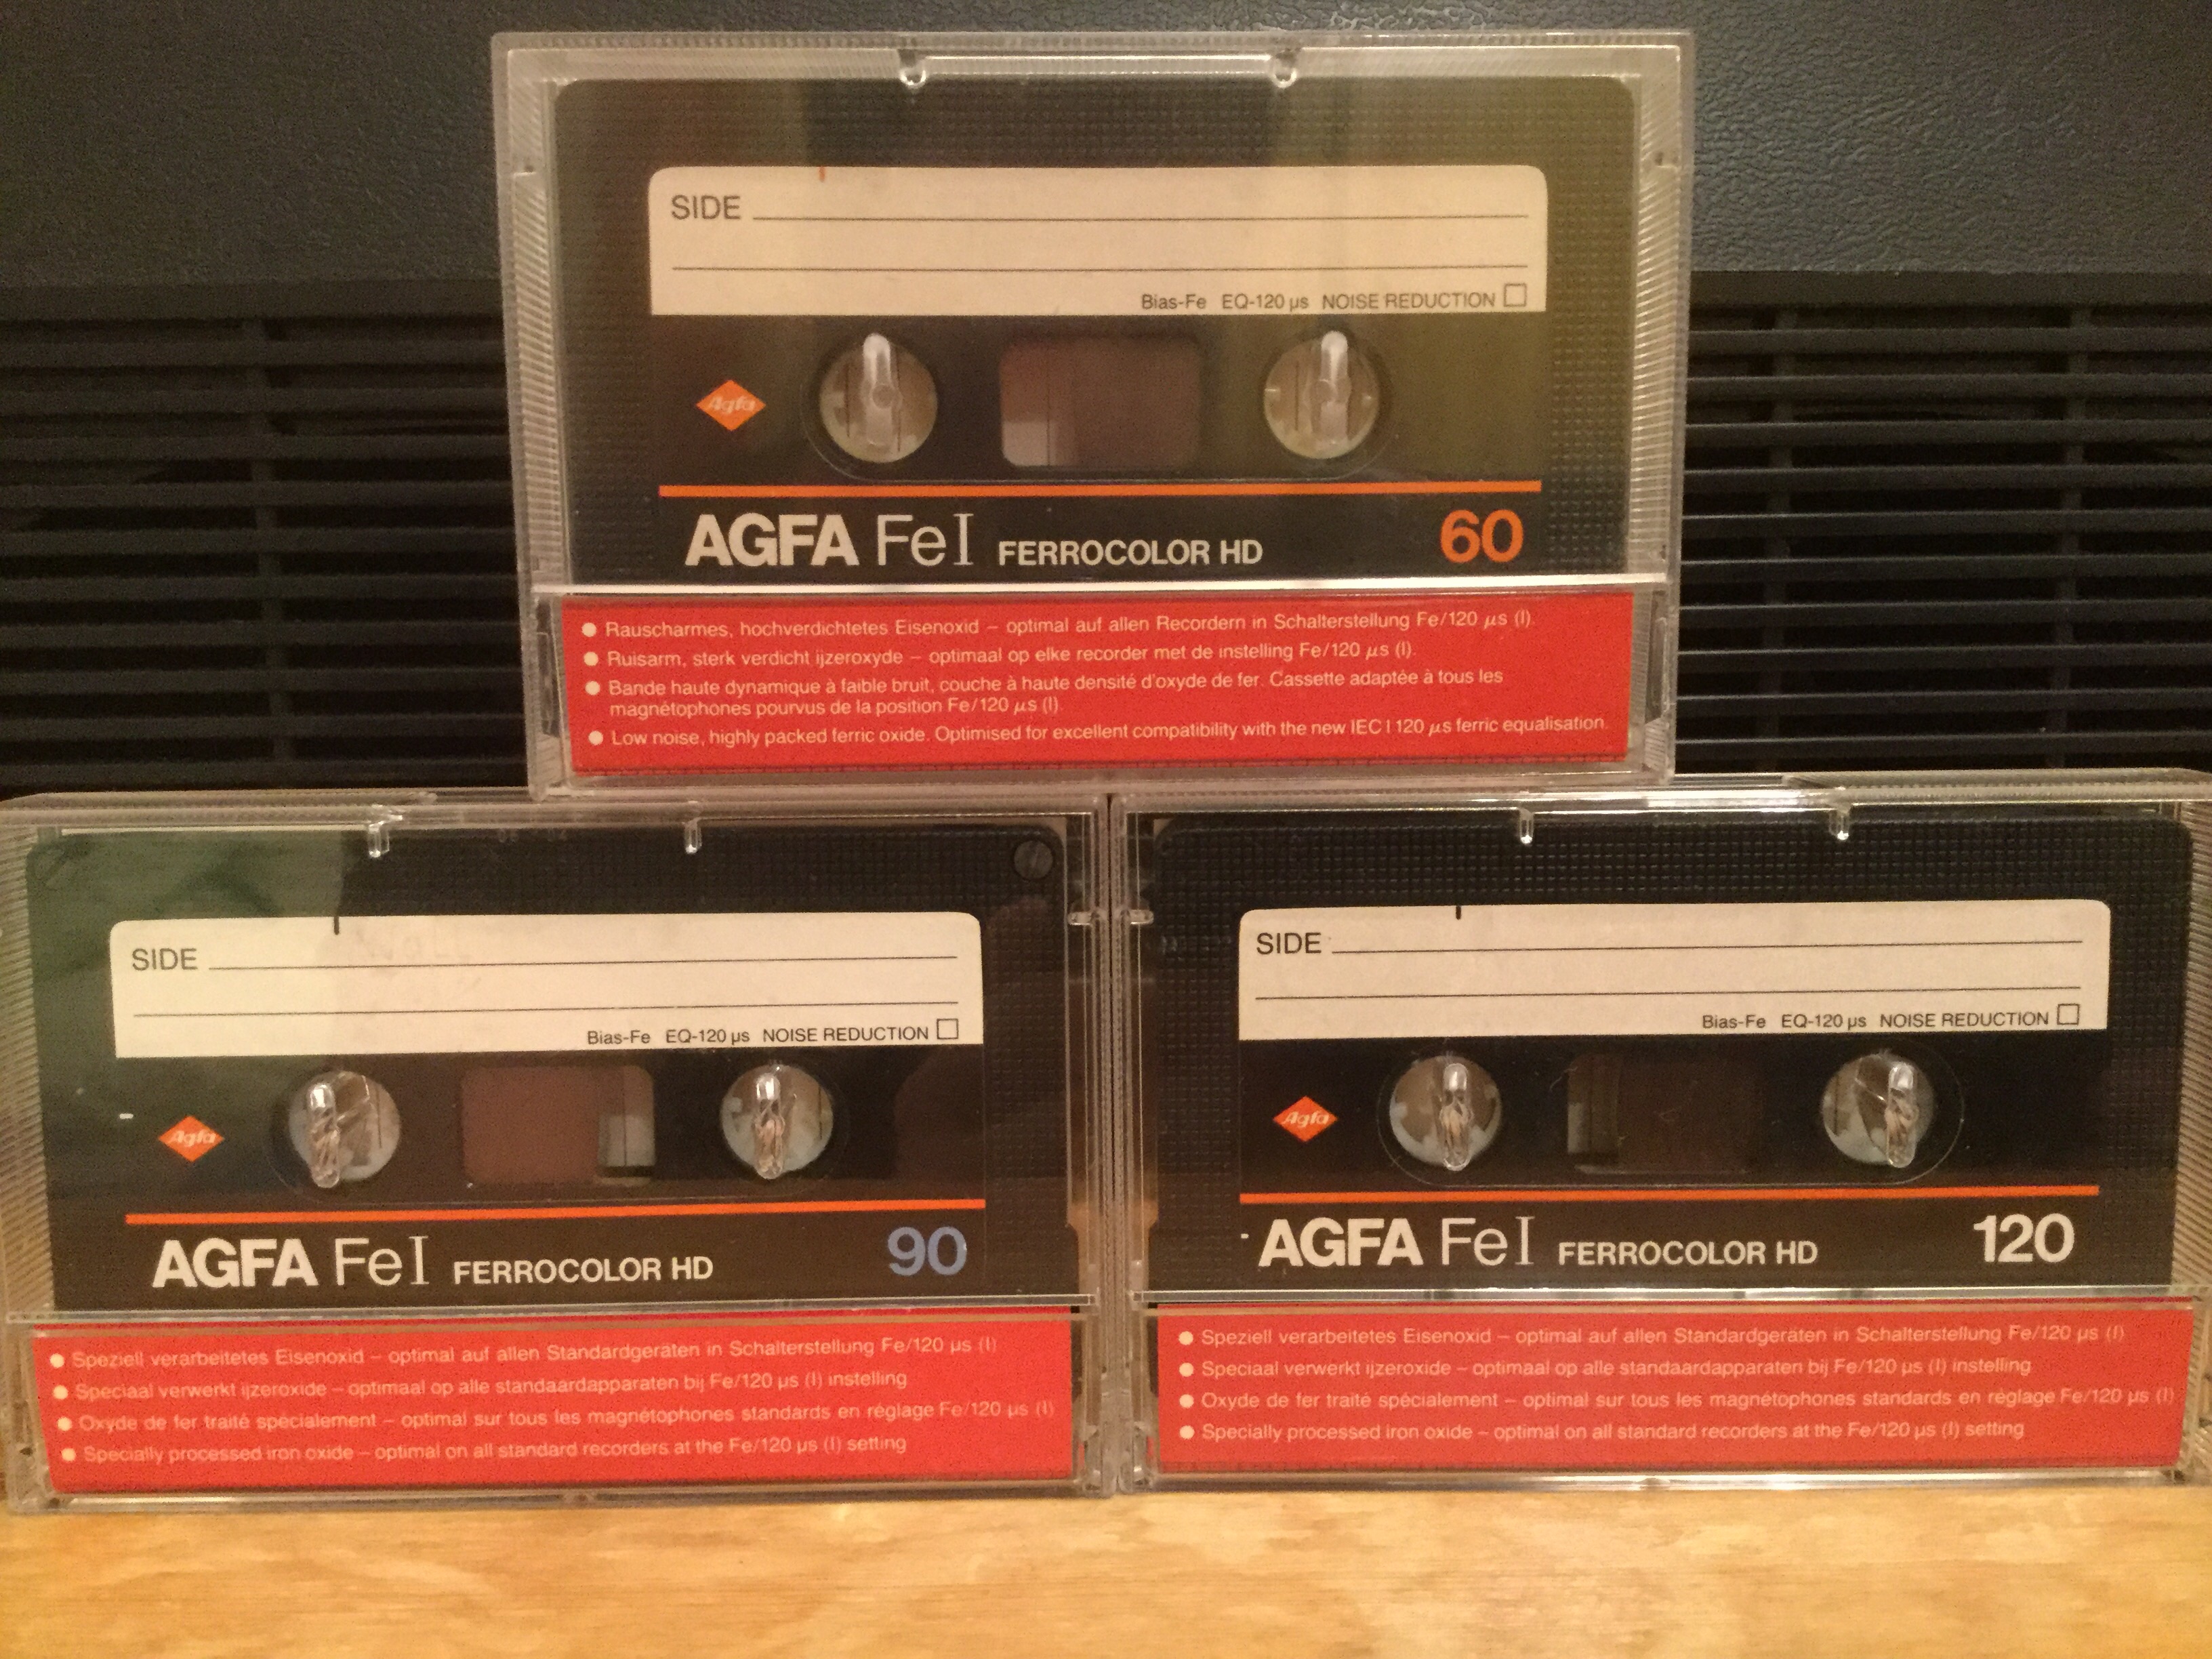 SIDE
Bias-Fe EQ-120 µs NOISE REDUCTION
Agfa
AGFA Fe I FERROCOLOR HD 60
● Rauscharmes, hochverdichtetes Eisenoxid – optimal auf allen Recordern in Schalterstellung Fe/120 µs (I).
● Ruisarm, sterk verdicht ijzeroxyde – optimaal op elke recorder met de instelling Fe/120 µs (I).
● Bande haute dynamique à faible bruit, couche à haute densité d'oxyde de fer. Cassette adaptée à tous les
magnétophones pourvus de la position Fe/120 µs (I).
● Low noise, highly packed ferric oxide. Optimised for excellent compatibility with the new IEC I 120 µs ferric equalisation.
SIDE
Bias-Fe EQ-120 µs NOISE REDUCTION
Agfa
AGFA Fe I FERROCOLOR HD 90
● Speziell verarbeitetes Eisenoxid – optimal auf allen Standardgeräten in Schalterstellung Fe/120 µs (I)
● Speciaal verwerkt ijzeroxide – optimaal op alle standaardapparaten bij Fe/120 µs (I) instelling
● Oxyde de fer traité spécialement – optimal sur tous les magnétophones standards en réglage Fe/120 µs (I)
● Specially processed iron oxide – optimal on all standard recorders at the Fe/120 µs (I) setting
SIDE
Bias-Fe EQ-120 µs NOISE REDUCTION
Agfa
AGFA Fe I FERROCOLOR HD 120
● Speziell verarbeitetes Eisenoxid – optimal auf allen Standardgeräten in Schalterstellung Fe/120 µs (I)
● Speciaal verwerkt ijzeroxide – optimaal op alle standaardapparaten bij Fe/120 µs (I) instelling
● Oxyde de fer traité spécialement – optimal sur tous les magnétophones standards en réglage Fe/120 µs (I)
● Specially processed iron oxide – optimal on all standard recorders at the Fe/120 µs (I) setting